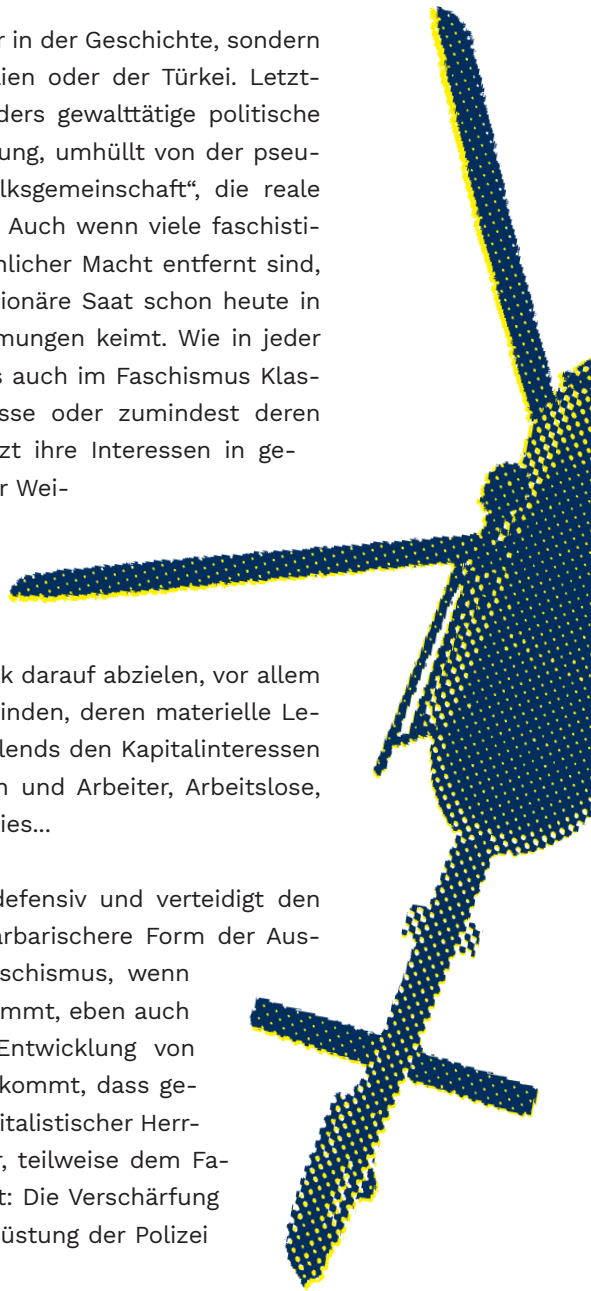 r in der Geschichte, sondern
ien oder der Türkei. Letzt-
ders gewalttätige politische
ung, umhüllt von der pseu-
lksgemeinschaft“, die reale
Auch wenn viele faschisti-
nlicher Macht entfernt sind,
ionäre Saat schon heute in
mungen keimt. Wie in jeder
s auch im Faschismus Klas-
sse oder zumindest deren
zt ihre Interessen in ge-
r Wei-
k darauf abzielen, vor allem
inden, deren materielle Le-
lends den Kapitalinteressen
n und Arbeiter, Arbeitslose,
ies...
defensiv und verteidigt den
arbarischere Form der Aus-
schismus, wenn
mmt, eben auch
Entwicklung von
kommt, dass ge-
italistischer Herr-
r, teilweise dem Fa-
t: Die Verschärfung
üstung der Polizei